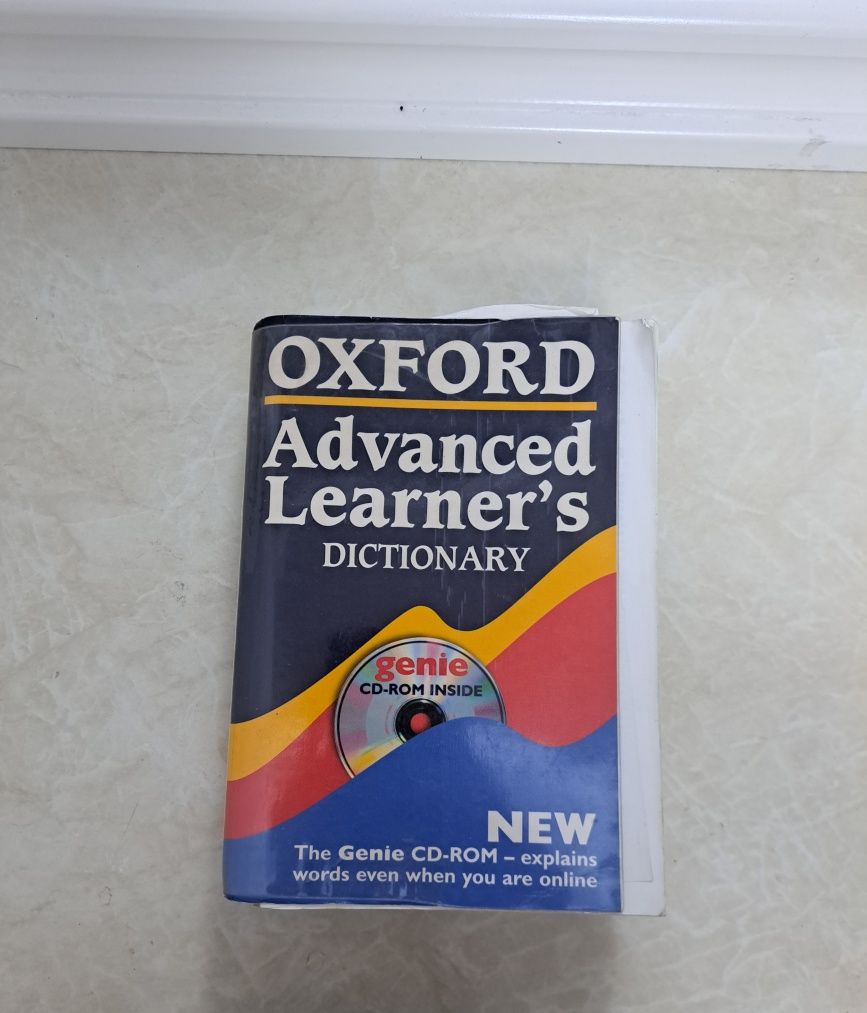 OXFORD
Advanced
Learner's
DICTIONARY
genie
CD-ROM INSIDE
NEW
The Genie CD-ROM – explains
words even when you are online